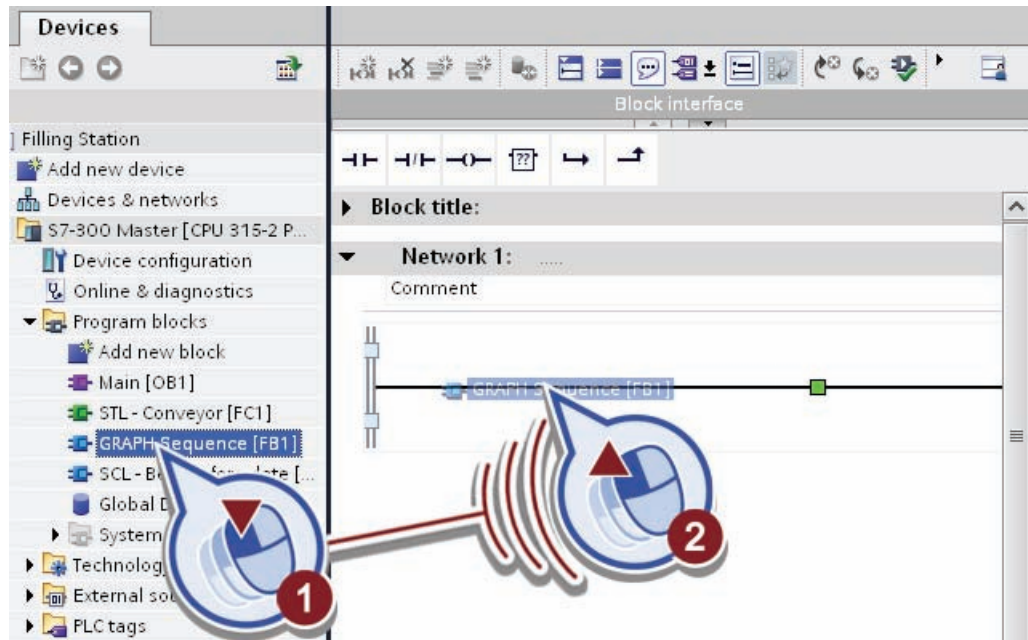 Devices
Block interface
Filling Station
Add new device
Devices & networks
S7-300 Master [CPU 315-2 P...
Device configuration
Online & diagnostics
Program blocks
Add new block
Main [OB1]
STL - Conveyor [FC1]
GRAPH Sequence [FB1]
SCL - B
Global D
System
Technolog
External so
PLC tags
??
Block title:
Network 1: .....
Comment
GRAPH Sequence [FB1]
1
2